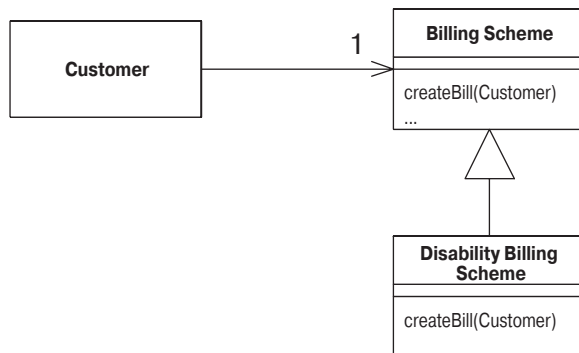 Customer
1
Billing Scheme
createBill(Customer)
...
Disability Billing
Scheme
createBill(Customer)